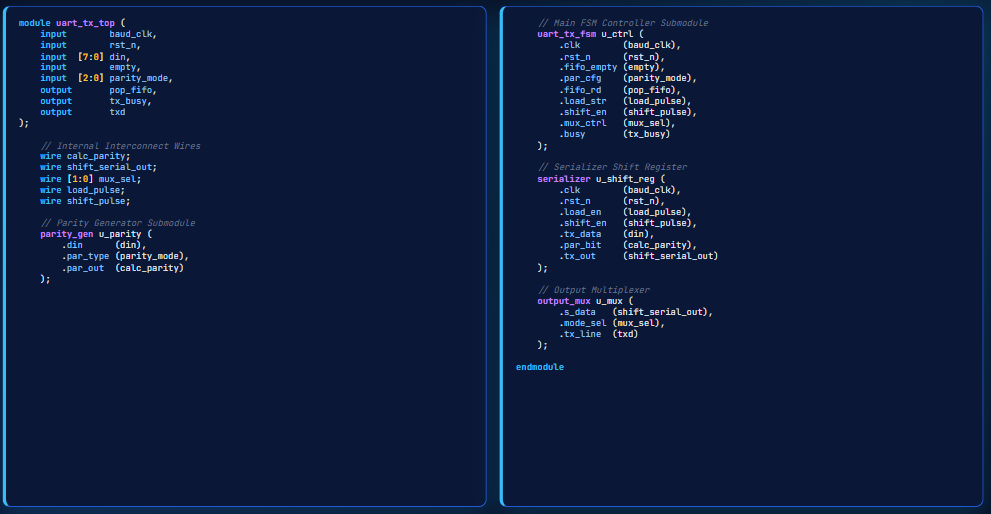 module uart_tx_top (
    input        baud_clk,
    input        rst_n,
    input  [7:0] din,
    input        empty,
    input  [2:0] parity_mode,
    output       pop_fifo,
    output       tx_busy,
    output       txd
);
    // Internal Interconnect Wires
    wire calc_parity;
    wire shift_serial_out;
    wire [1:0] mux_sel;
    wire load_pulse;
    wire shift_pulse;
    // Parity Generator Submodule
    parity_gen u_parity (
        .din      (din),
        .par_type (parity_mode),
        .par_out  (calc_parity)
    );
    // Main FSM Controller Submodule
    uart_tx_fsm u_ctrl (
        .clk        (baud_clk),
        .rst_n      (rst_n),
        .fifo_empty (empty),
        .par_cfg    (parity_mode),
        .fifo_rd    (pop_fifo),
        .load_str   (load_pulse),
        .shift_en   (shift_pulse),
        .mux_ctrl   (mux_sel),
        .busy       (tx_busy)
    );
    // Serializer Shift Register
    serializer u_shift_reg (
        .clk        (baud_clk),
        .rst_n      (rst_n),
        .load_en    (load_pulse),
        .shift_en   (shift_pulse),
        .tx_data    (din),
        .par_bit    (calc_parity),
        .tx_out     (shift_serial_out)
    );
    // Output Multiplexer
    output_mux u_mux (
        .s_data   (shift_serial_out),
        .mode_sel (mux_sel),
        .tx_line  (txd)
    );
endmodule